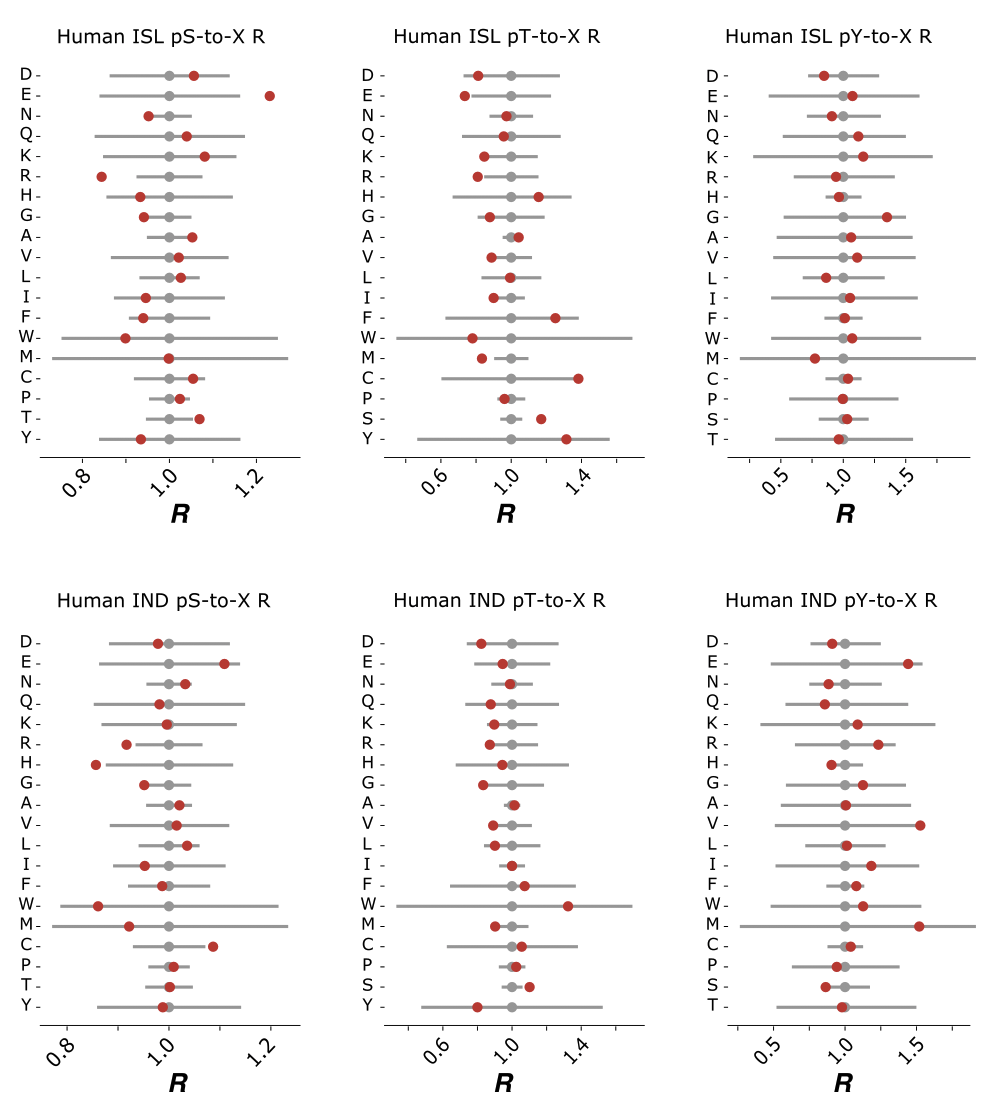 Human ISL pS-to-X R
D
E
N
Q
K
R
H
G
A
V
L
I
F
W
M
C
P
T
Y
0.8 1.0 1.2
R
Human ISL pT-to-X R
D
E
N
Q
K
R
H
G
A
V
L
I
F
W
M
C
P
S
Y
0.6 1.0 1.4
R
Human ISL pY-to-X R
D
E
N
Q
K
R
H
G
A
V
L
I
F
W
M
C
P
S
T
0.5 1.0 1.5
R
Human IND pS-to-X R
D
E
N
Q
K
R
H
G
A
V
L
I
F
W
M
C
P
T
Y
0.8 1.0 1.2
R
Human IND pT-to-X R
D
E
N
Q
K
R
H
G
A
V
L
I
F
W
M
C
P
S
Y
0.6 1.0 1.4
R
Human IND pY-to-X R
D
E
N
Q
K
R
H
G
A
V
L
I
F
W
M
C
P
S
T
0.5 1.0 1.5
R